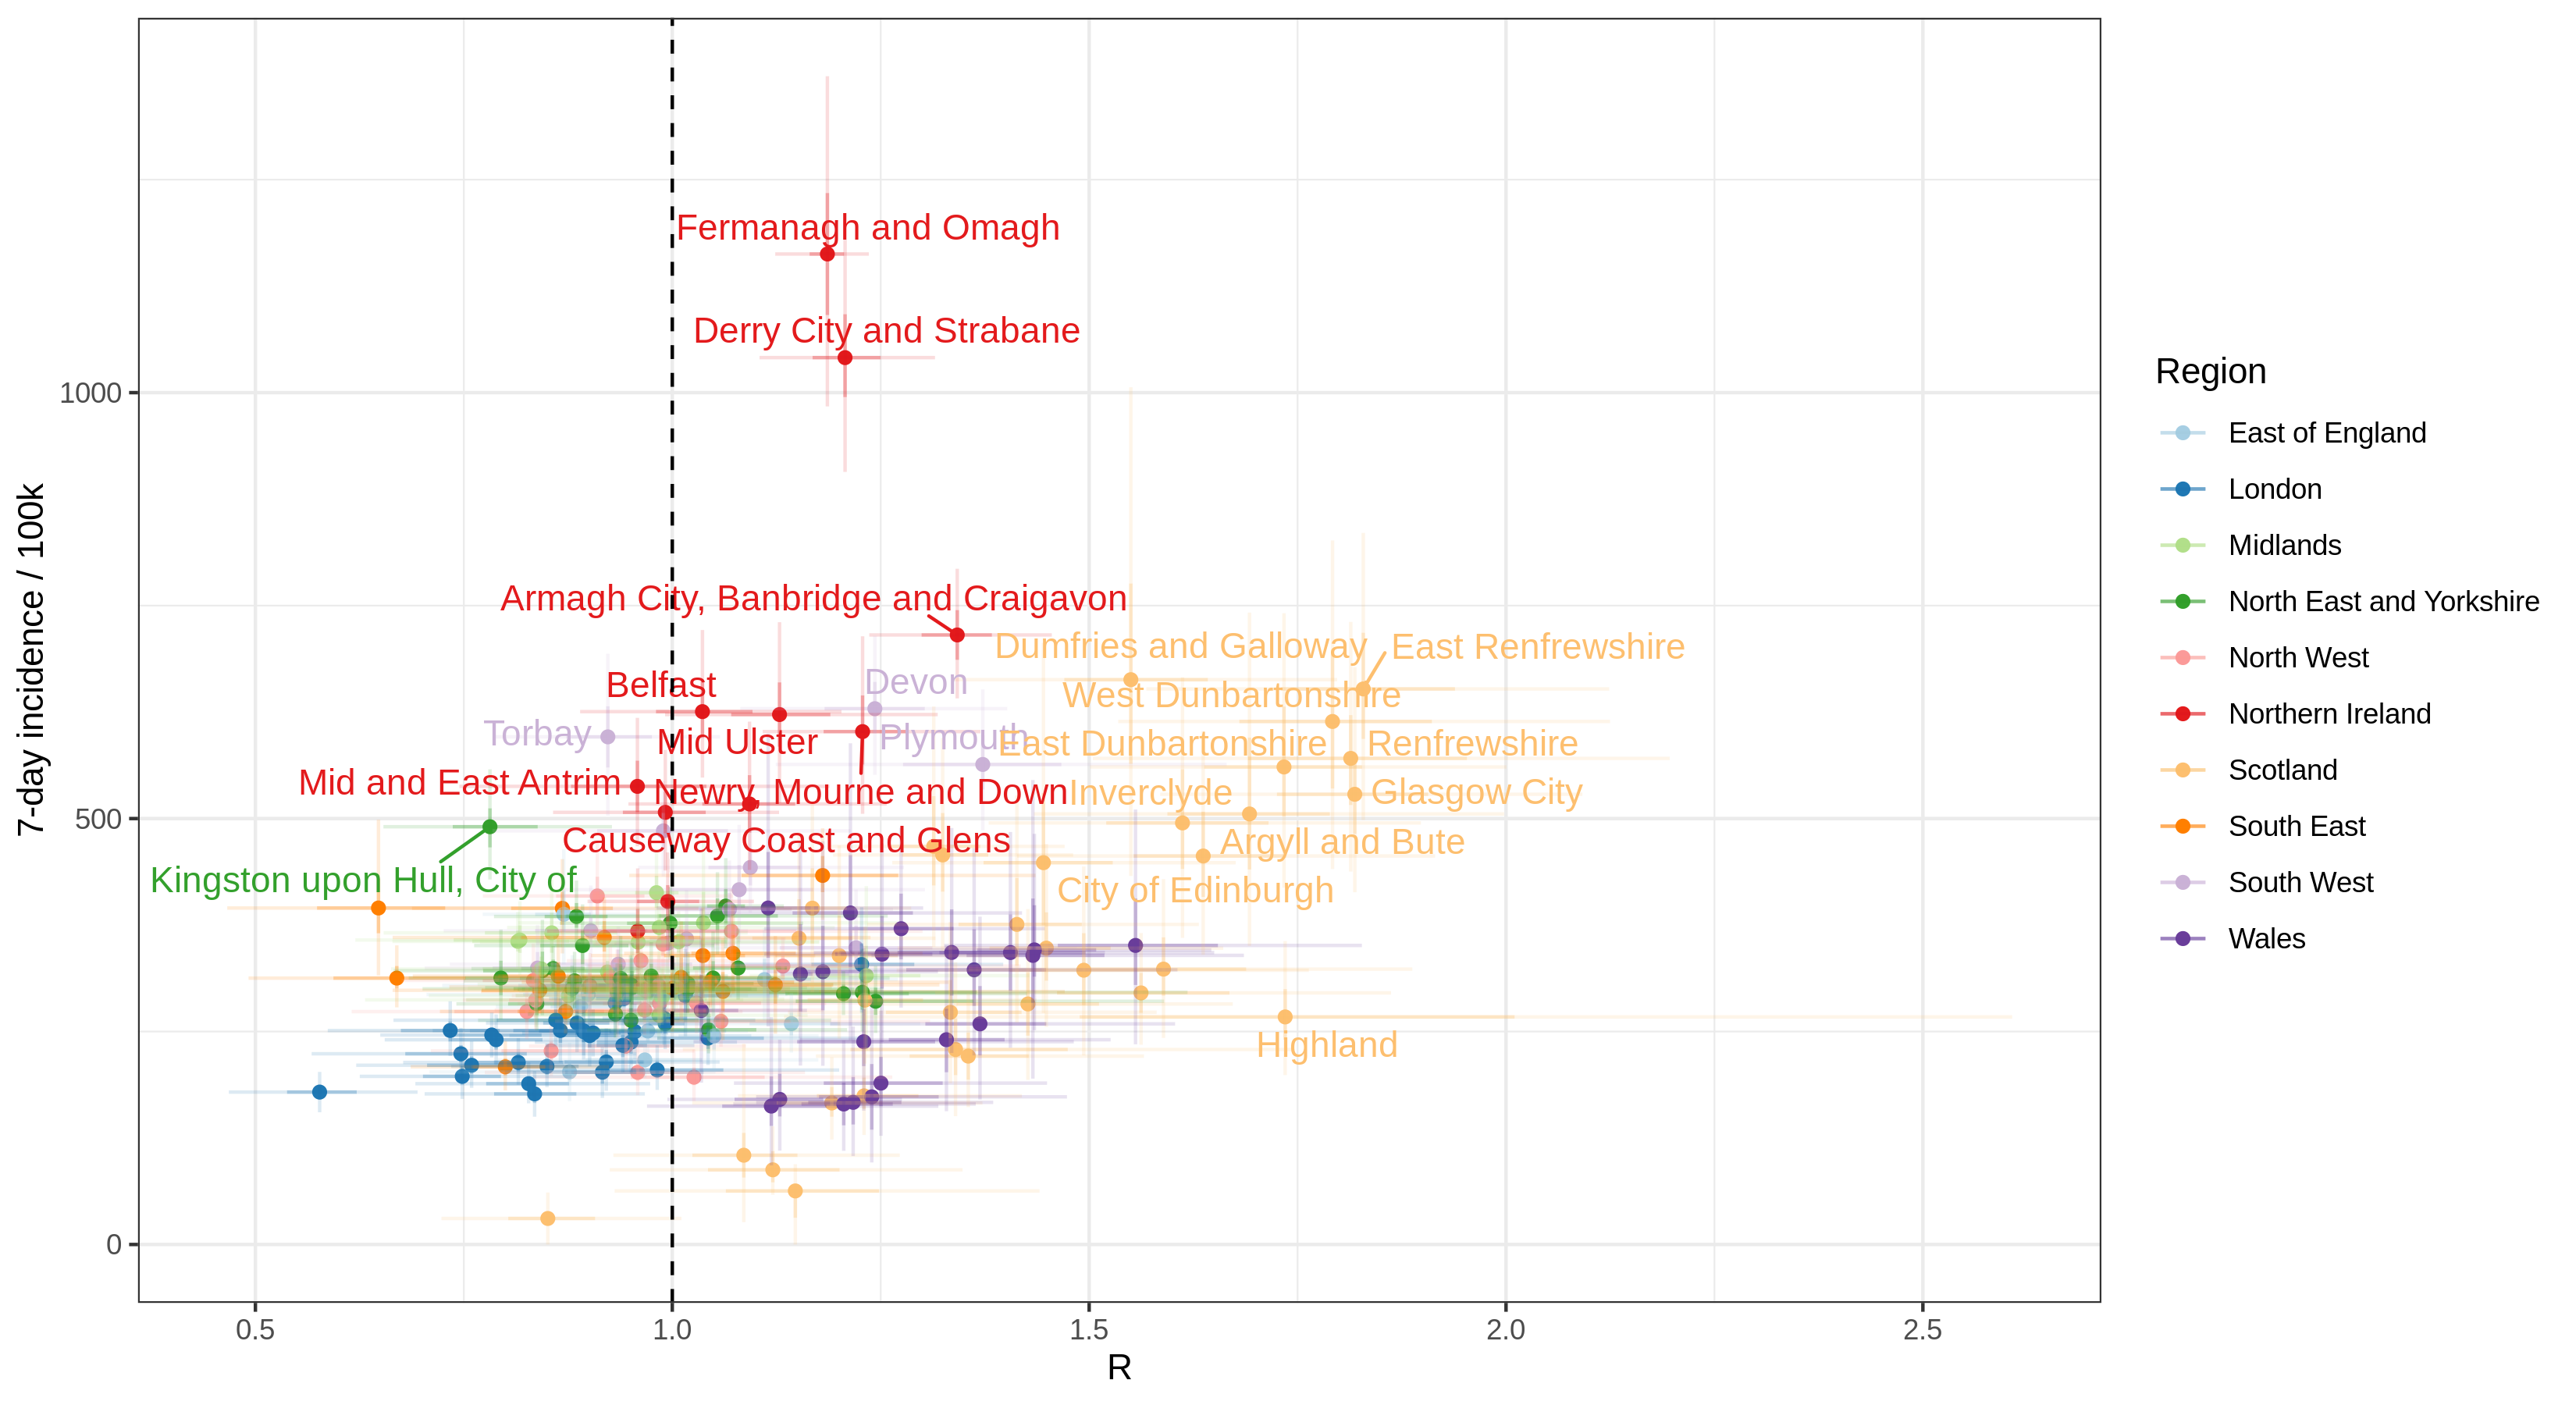 Fermanagh and Omagh
Derry City and Strabane
1000
Region
East of England
London
Midlands
North East and Yorkshire
North West
Northern Ireland
Scotland
South East
South West
Wales
7-day incidence / 100k
Armagh City, Banbridge and Craigavon
Dumfries and Galloway
East Renfrewshire
Belfast
Devon
West Dunbartonshire
Torbay
Mid Ulster
Plymouth
East Dunbartonshire
Renfrewshire
Mid and East Antrim
Newry, Mourne and Down
Inverclyde
Glasgow City
500
Causeway Coast and Glens
Argyll and Bute
Kingston upon Hull, City of
City of Edinburgh
Highland
0
0.5
1.0
1.5
2.0
2.5
R